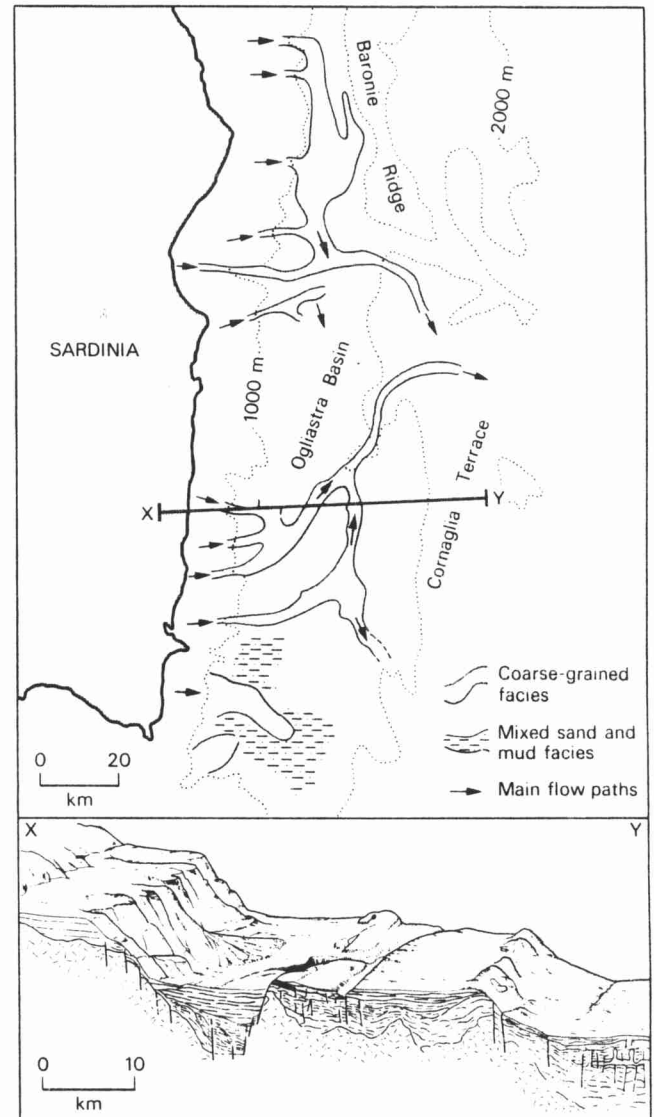 Baronie
Ridge
2000 m
SARDINIA
1000 m
Ogliastra Basin
X
Y
Cornaglia Terrace
Coarse-grained
facies
Mixed sand and
mud facies
Main flow paths
0 20
km
X Y
0 10
km